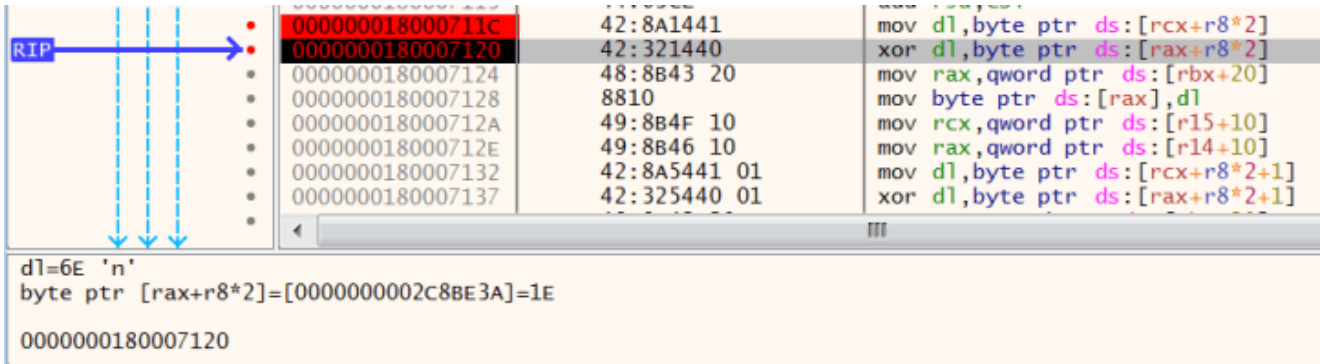 000000018000711C 42:8A1441 mov dl,byte ptr ds:[rcx+r8*2]
RIP 0000000180007120 42:321440 xor dl,byte ptr ds:[rax+r8*2]
0000000180007124 48:8B43 20 mov rax,qword ptr ds:[rbx+20]
0000000180007128 8810 mov byte ptr ds:[rax],dl
000000018000712A 49:8B4F 10 mov rcx,qword ptr ds:[r15+10]
000000018000712E 49:8B46 10 mov rax,qword ptr ds:[r14+10]
0000000180007132 42:8A5441 01 mov dl,byte ptr ds:[rcx+r8*2+1]
0000000180007137 42:325440 01 xor dl,byte ptr ds:[rax+r8*2+1]
dl=6E 'n'
byte ptr [rax+r8*2]=[0000000002C8BE3A]=1E
0000000180007120